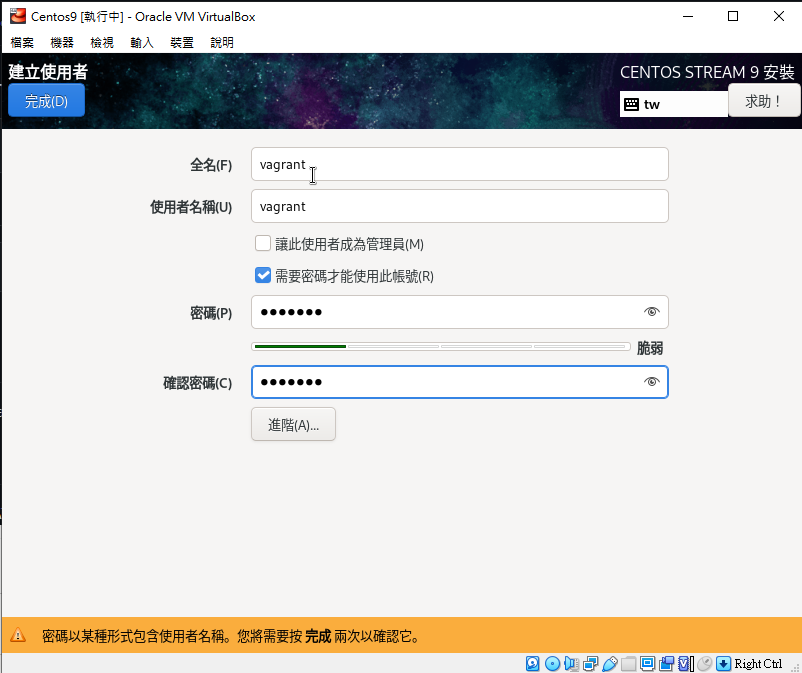 Centos9 [執行中] - Oracle VM VirtualBox
檔案 機器 檢視 輸入 裝置 說明
建立使用者
CENTOS STREAM 9 安裝
完成(D)
tw
求助！
全名(F)
vagrant
使用者名稱(U)
vagrant
讓此使用者成為管理員(M)
需要密碼才能使用此帳號(R)
密碼(P)
●●●●●●●
脆弱
確認密碼(C)
●●●●●●●
進階(A)...
密碼以某種形式包含使用者名稱。您將需要按 完成 兩次以確認它。
Right Ctrl